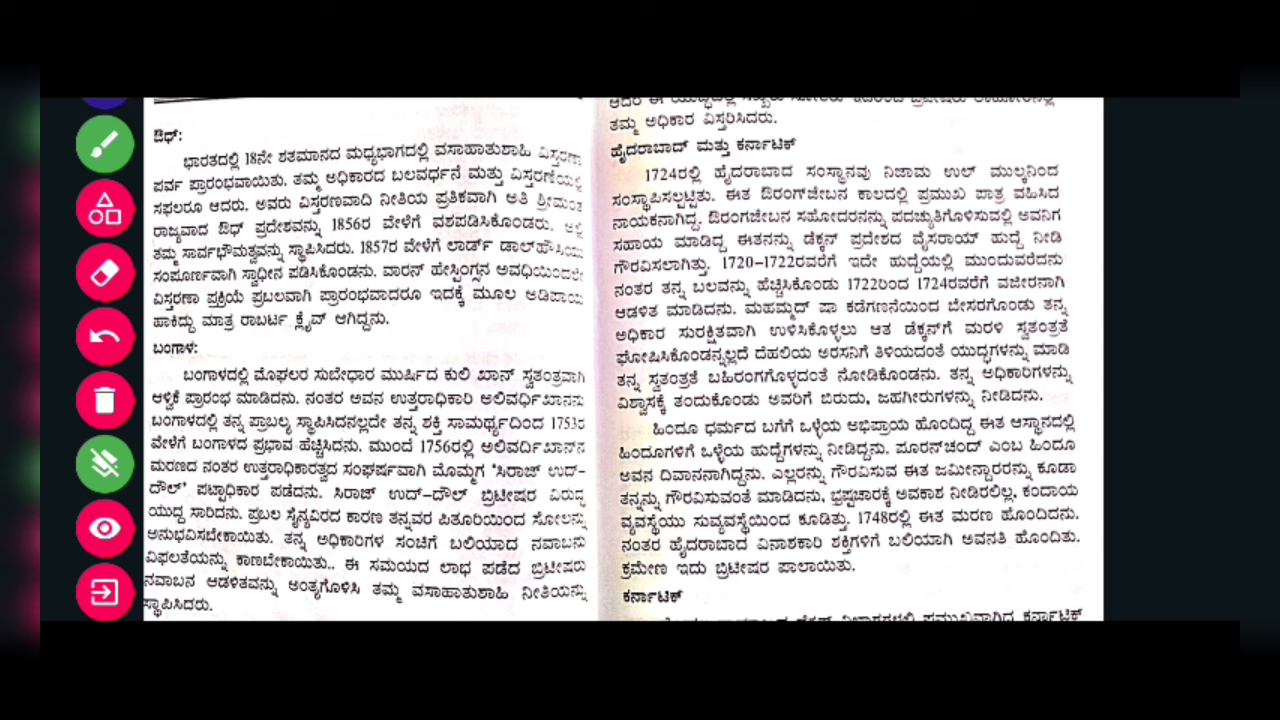 ಔಧ್:
ಭಾರತದಲ್ಲಿ 18ನೇ ಶತಮಾನದ ಮಧ್ಯಭಾಗದಲ್ಲಿ ವಸಾಹಾತುಶಾಹಿ ವಿಸ್ತರಣಾ
ಪರ್ವ ಪ್ರಾರಂಭವಾಯಿತು. ತಮ್ಮ ಅಧಿಕಾರದ ಬಲವರ್ಧನೆ ಮತ್ತು ವಿಸ್ತರಣೆಯಲ್ಲಿ
ಸಫಲರೂ ಆದರು. ಅವರು ವಿಸ್ತರಣವಾದಿ ನೀತಿಯ ಪ್ರತಿಕವಾಗಿ ಅತಿ ಶ್ರೀಮಂತ
ರಾಜ್ಯವಾದ ಔಧ್ ಪ್ರದೇಶವನ್ನು 1856ರ ವೇಳೆಗೆ ವಶಪಡಿಸಿಕೊಂಡರು. ಅಲ್ಲಿ
ತಮ್ಮ ಸಾರ್ವಭೌಮತ್ವವನ್ನು ಸ್ಥಾಪಿಸಿದರು. 1857ರ ವೇಳೆಗೆ ಲಾರ್ಡ್ ಡಾಲ್‌ಹೌಸಿಯು
ಸಂಪೂರ್ಣವಾಗಿ ಸ್ವಾಧೀನ ಪಡಿಸಿಕೊಂಡನು. ವಾರನ್ ಹೇಸ್ಟಿಂಗ್ಸನ ಅವಧಿಯಿಂದಲೇ
ವಿಸ್ತರಣಾ ಪ್ರಕ್ರಿಯೆ ಪ್ರಬಲವಾಗಿ ಪ್ರಾರಂಭವಾದರೂ ಇದಕ್ಕೆ ಮೂಲ ಅಡಿಪಾಯ
ಹಾಕಿದ್ದು ಮಾತ್ರ ರಾಬರ್ಟ ಕ್ಲೈವ್ ಆಗಿದ್ದನು.
ಬಂಗಾಳ:
ಬಂಗಾಳದಲ್ಲಿ ಮೊಘಲರ ಸುಬೇಧಾರ ಮುರ್ಷಿದ ಕುಲಿ ಖಾನ್ ಸ್ವತಂತ್ರವಾಗಿ
ಆಳ್ವಿಕೆ ಪ್ರಾರಂಭ ಮಾಡಿದನು. ನಂತರ ಅವನ ಉತ್ತರಾಧಿಕಾರಿ ಅಲಿವರ್ಧಿಖಾನನು
ಬಂಗಾಳದಲ್ಲಿ ತನ್ನ ಪ್ರಾಬಲ್ಯ ಸ್ಥಾಪಿಸಿದನಲ್ಲದೇ ತನ್ನ ಶಕ್ತಿ ಸಾಮರ್ಥ್ಯದಿಂದ 1753ರ
ವೇಳೆಗೆ ಬಂಗಾಳದ ಪ್ರಭಾವ ಹೆಚ್ಚಿಸಿದನು. ಮುಂದೆ 1756ರಲ್ಲಿ ಅಲಿವರ್ದಿಖಾನ್‌ನ
ಮರಣದ ನಂತರ ಉತ್ತರಾಧಿಕಾರತ್ವದ ಸಂಘರ್ಷವಾಗಿ ಮೊಮ್ಮಗ 'ಸಿರಾಜ್ ಉದ್-
ದೌಲ್' ಪಟ್ಟಾಧಿಕಾರ ಪಡೆದನು. ಸಿರಾಜ್ ಉದ್-ದೌಲ್ ಬ್ರಿಟೀಷರ ವಿರುದ್ಧ
ಯುದ್ಧ ಸಾರಿದನು. ಪ್ರಬಲ ಸೈನ್ಯವಿರದ ಕಾರಣ ತನ್ನವರ ಪಿತೂರಿಯಿಂದ ಸೋಲನ್ನು
ಅನುಭವಿಸಬೇಕಾಯಿತು. ತನ್ನ ಅಧಿಕಾರಿಗಳ ಸಂಚಿಗೆ ಬಲಿಯಾದ ನವಾಬನು
ವಿಫಲತೆಯನ್ನು ಕಾಣಬೇಕಾಯಿತು.. ಈ ಸಮಯದ ಲಾಭ ಪಡೆದ ಬ್ರಿಟೀಷರು
ನವಾಬನ ಆಡಳಿತವನ್ನು ಅಂತ್ಯಗೊಳಿಸಿ ತಮ್ಮ ವಸಾಹಾತುಶಾಹಿ ನೀತಿಯನ್ನು
ಸ್ಥಾಪಿಸಿದರು.
ತಮ್ಮ ಅಧಿಕಾರ ವಿಸ್ತರಿಸಿದರು.
ಹೈದರಾಬಾದ್ ಮತ್ತು ಕರ್ನಾಟಿಕ್
1724ರಲ್ಲಿ ಹೈದರಾಬಾದ ಸಂಸ್ಥಾನವು ನಿಜಾಮ ಉಲ್ ಮುಲ್ಕನಿಂದ
ಸಂಸ್ಥಾಪಿಸಲ್ಪಟ್ಟಿತು. ಈತ ಔರಂಗ್‌ಜೇಬನ ಕಾಲದಲ್ಲಿ ಪ್ರಮುಖ ಪಾತ್ರ ವಹಿಸಿದ
ನಾಯಕನಾಗಿದ್ದ. ಔರಂಗಜೇಬನ ಸಹೋದರನನ್ನು ಪದಚ್ಯುತಿಗೊಳಿಸುವಲ್ಲಿ ಅವನಿಗ
ಸಹಾಯ ಮಾಡಿದ್ದ ಈತನನ್ನು ಡೆಕ್ಕನ್ ಪ್ರದೇಶದ ವೈಸರಾಯ್ ಹುದ್ದೆ ನೀಡಿ
ಗೌರವಿಸಲಾಗಿತ್ತು. 1720-1722ರವರೆಗೆ ಇದೇ ಹುದ್ದೆಯಲ್ಲಿ ಮುಂದುವರೆದನು
ನಂತರ ತನ್ನ ಬಲವನ್ನು ಹೆಚ್ಚಿಸಿಕೊಂಡು 1722ರಿಂದ 1724ರವರೆಗೆ ವಜೀರನಾಗಿ
ಆಡಳಿತ ಮಾಡಿದನು. ಮಹಮ್ಮದ್ ಷಾ ಕಡೆಗಣನೆಯಿಂದ ಬೇಸರಗೊಂಡು ತನ್ನ
ಅಧಿಕಾರ ಸುರಕ್ಷಿತವಾಗಿ ಉಳಿಸಿಕೊಳ್ಳಲು ಆತ ಡೆಕ್ಕನ್‌ಗೆ ಮರಳಿ ಸ್ವತಂತ್ರತೆ
ಘೋಷಿಸಿಕೊಂಡನ್ನಲ್ಲದೆ ದೆಹಲಿಯ ಅರಸನಿಗೆ ತಿಳಿಯದಂತೆ ಯುದ್ಧಗಳನ್ನು ಮಾಡಿ
ತನ್ನ ಸ್ವತಂತ್ರತೆ ಬಹಿರಂಗಗೊಳ್ಳದಂತೆ ನೋಡಿಕೊಂಡನು. ತನ್ನ ಅಧಿಕಾರಿಗಳನ್ನು
ವಿಶ್ವಾಸಕ್ಕೆ ತಂದುಕೊಂಡು ಅವರಿಗೆ ಬಿರುದು, ಜಹಗೀರುಗಳನ್ನು ನೀಡಿದನು.
ಹಿಂದೂ ಧರ್ಮದ ಬಗೆಗೆ ಒಳ್ಳೆಯ ಅಭಿಪ್ರಾಯ ಹೊಂದಿದ್ದ ಈತ ಆಸ್ಥಾನದಲ್ಲಿ
ಹಿಂದೂಗಳಿಗೆ ಒಳ್ಳೆಯ ಹುದ್ದೆಗಳನ್ನು ನೀಡಿದ್ದನು. ಪೂರನ್‌ಚಂದ್ ಎಂಬ ಹಿಂದೂ
ಅವನ ದಿವಾನನಾಗಿದ್ದನು. ಎಲ್ಲರನ್ನು ಗೌರವಿಸುವ ಈತ ಜಮೀನ್ದಾರರನ್ನು ಕೂಡಾ
ತನ್ನನ್ನು ಗೌರವಿಸುವಂತೆ ಮಾಡಿದನು, ಭ್ರಷ್ಟಚಾರಕ್ಕೆ ಅವಕಾಶ ನೀಡಿರಲಿಲ್ಲ, ಕಂದಾಯ
ವ್ಯವಸ್ಥೆಯು ಸುವ್ಯವಸ್ಥೆಯಿಂದ ಕೂಡಿತ್ತು. 1748ರಲ್ಲಿ ಈತ ಮರಣ ಹೊಂದಿದನು.
ನಂತರ ಹೈದರಾಬಾದ ವಿನಾಶಕಾರಿ ಶಕ್ತಿಗಳಿಗೆ ಬಲಿಯಾಗಿ ಅವನತಿ ಹೊಂದಿತು.
ಕ್ರಮೇಣ ಇದು ಬ್ರಿಟೀಷರ ಪಾಲಾಯಿತು.
ಕರ್ನಾಟಿಕ್